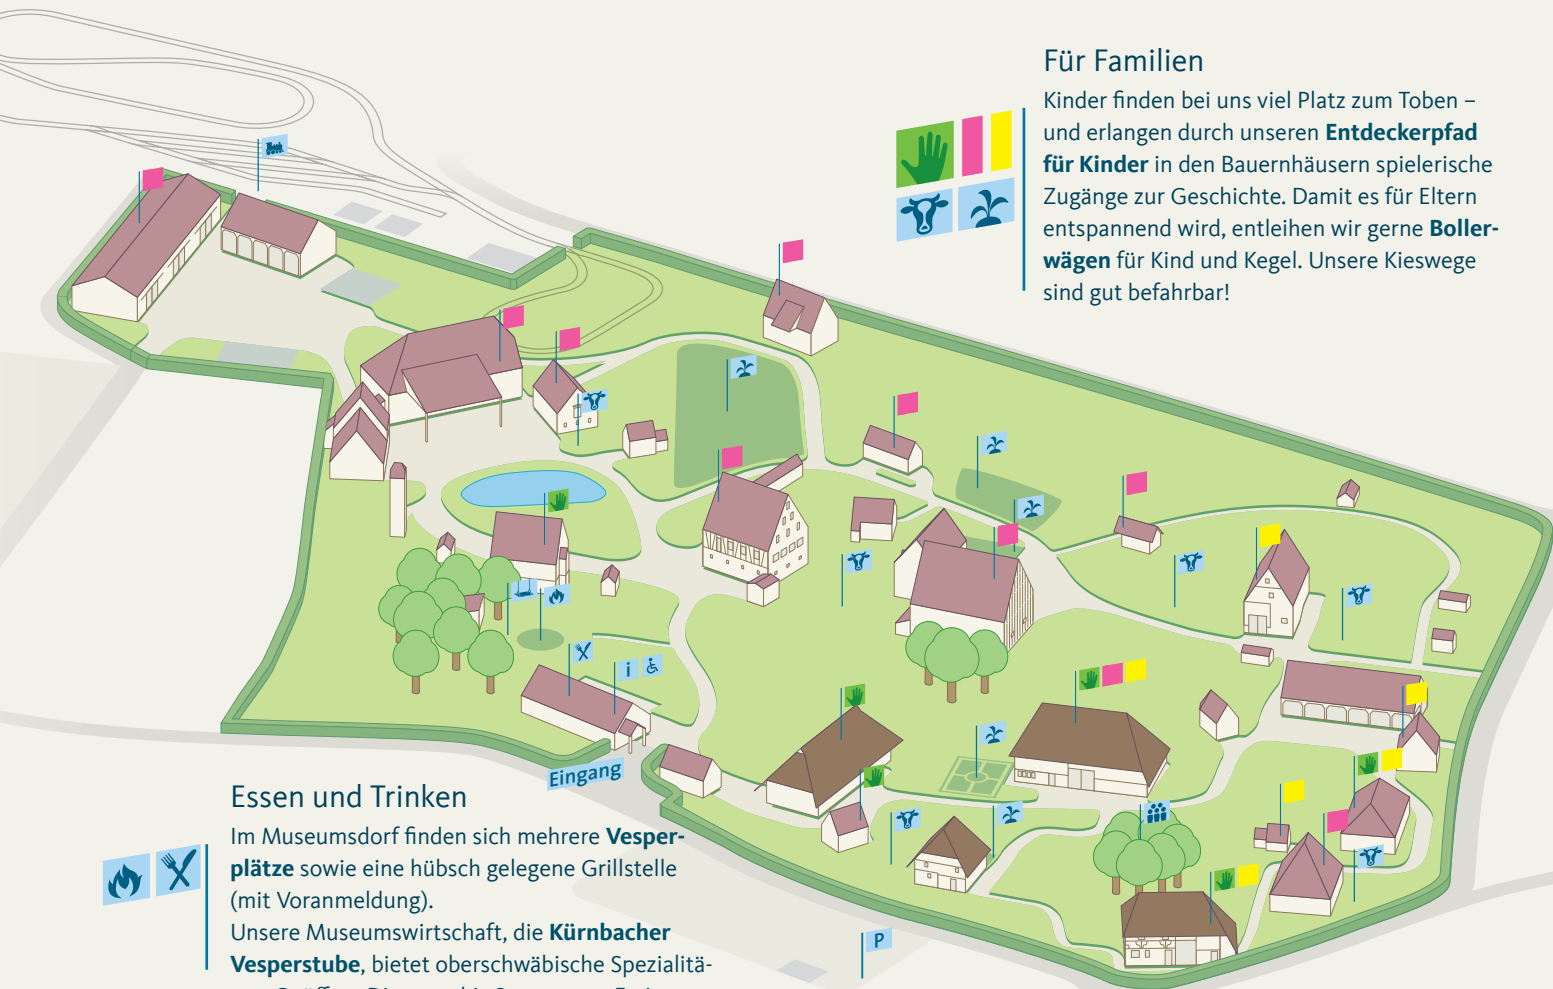 Für Familien
Kinder finden bei uns viel Platz zum Toben –
und erlangen durch unseren Entdeckerpfad
für Kinder in den Bauernhäusern spielerische
Zugänge zur Geschichte. Damit es für Eltern
entspannend wird, entleihen wir gerne Boller-
wägen für Kind und Kegel. Unsere Kieswege
sind gut befahrbar!
i
Eingang
P
Essen und Trinken
Im Museumsdorf finden sich mehrere Vesper-
plätze sowie eine hübsch gelegene Grillstelle
(mit Voranmeldung).
Unsere Museumswirtschaft, die Kürnbacher
Vesperstube, bietet oberschwäbische Spezialitä-